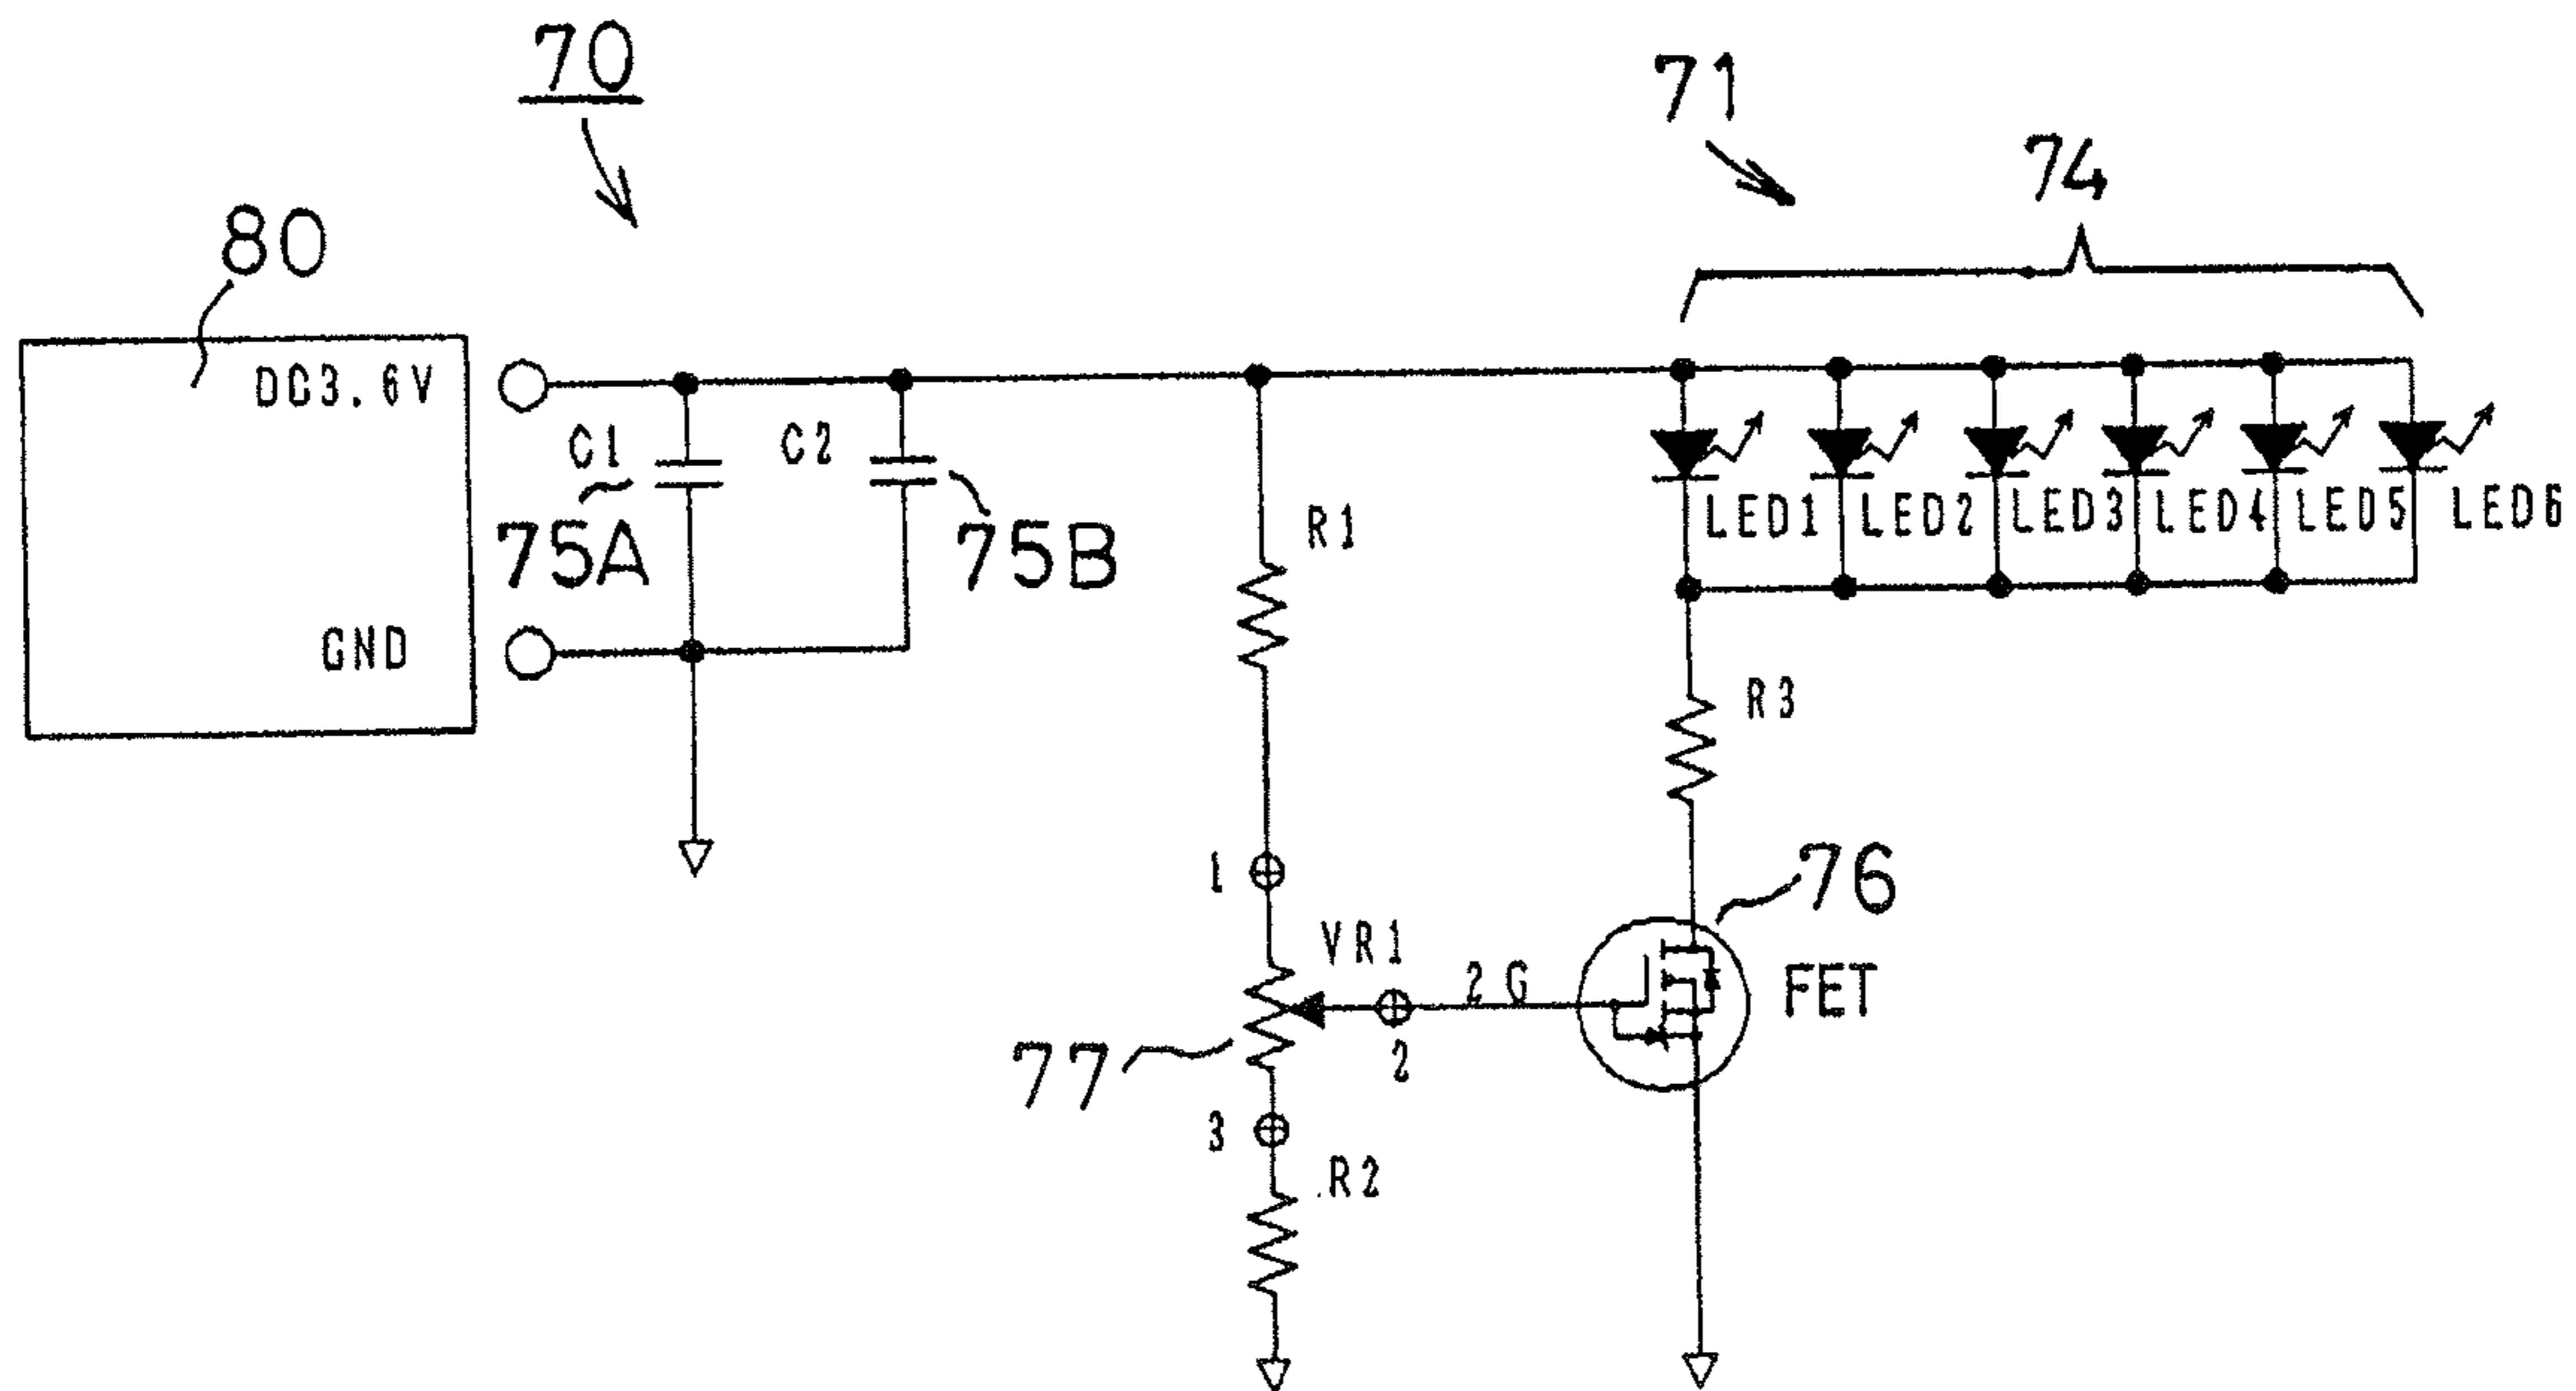 70
71
74
80
DC3.6V
C1
C2
75A
75B
R1
LED1
LED2
LED3
LED4
LED5
LED6
GND
R3
1
76
VR1
2G
FET
2
77
3
R2